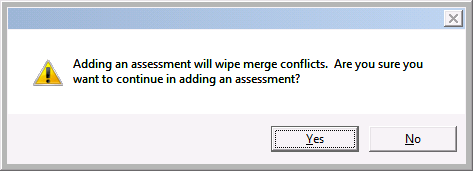 Adding an assessment will wipe merge conflicts.  Are you sure you
want to continue in adding an assessment?
Yes
No